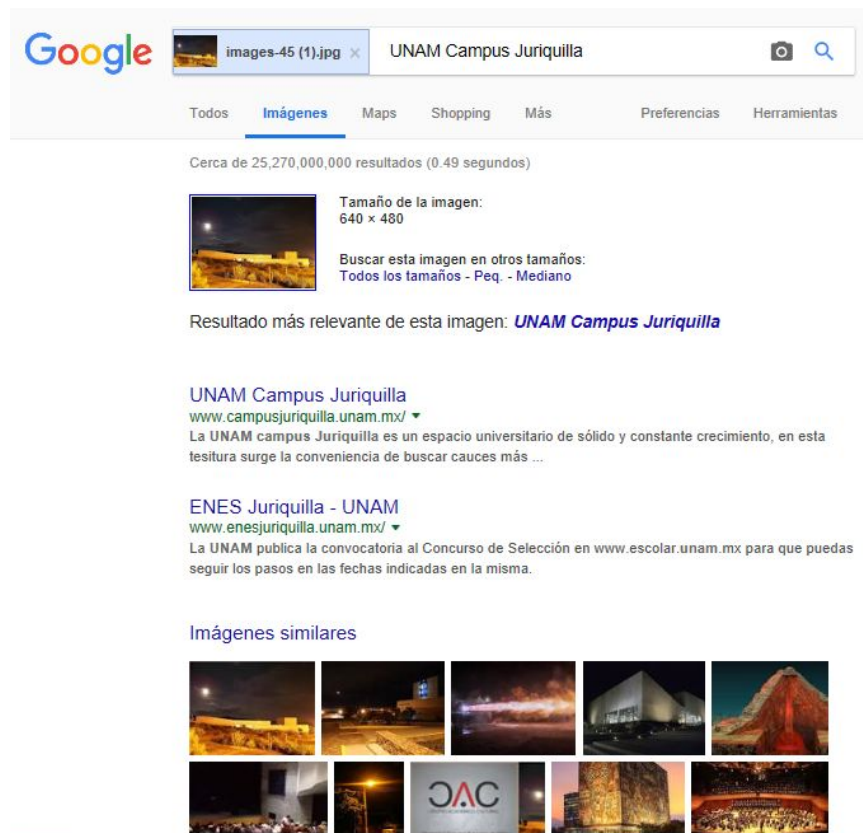 Google
images-45 (1).jpg × UNAM Campus Juriquilla
Todos Imágenes Maps Shopping Más Preferencias Herramientas
Cerca de 25,270,000,000 resultados (0.49 segundos)
Tamaño de la imagen:
640 × 480
Buscar esta imagen en otros tamaños:
Todos los tamaños - Peq. - Mediano
Resultado más relevante de esta imagen: UNAM Campus Juriquilla
UNAM Campus Juriquilla
www.campusjuriquilla.unam.mx/
La UNAM campus Juriquilla es un espacio universitario de sólido y constante crecimiento, en esta
tesitura surge la conveniencia de buscar cauces más ...
ENES Juriquilla - UNAM
www.enesjuriquilla.unam.mx/
La UNAM publica la convocatoria al Concurso de Selección en www.escolar.unam.mx para que puedas
seguir los pasos en las fechas indicadas en la misma.
Imágenes similares
CAC